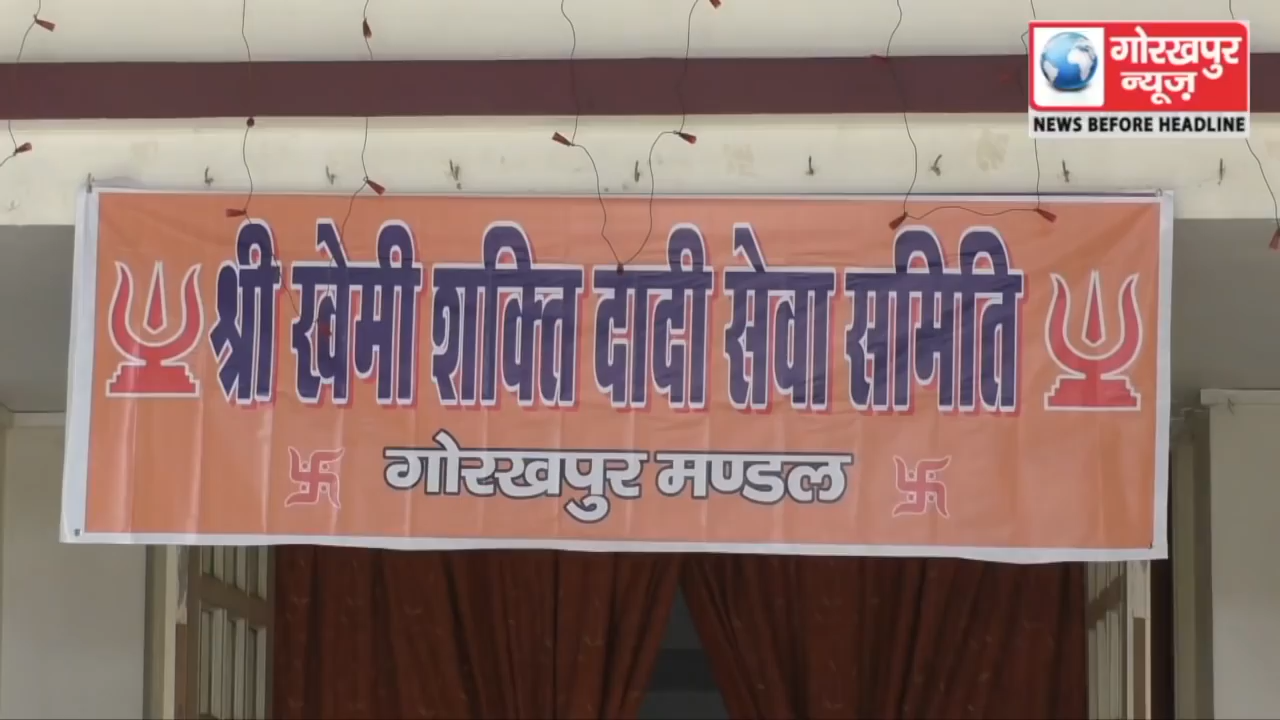 गोरखपुर
न्यूज़
NEWS BEFORE HEADLINE
श्री खेमी शक्ति दादी सेवा समिति
गोरखपुर मण्डल